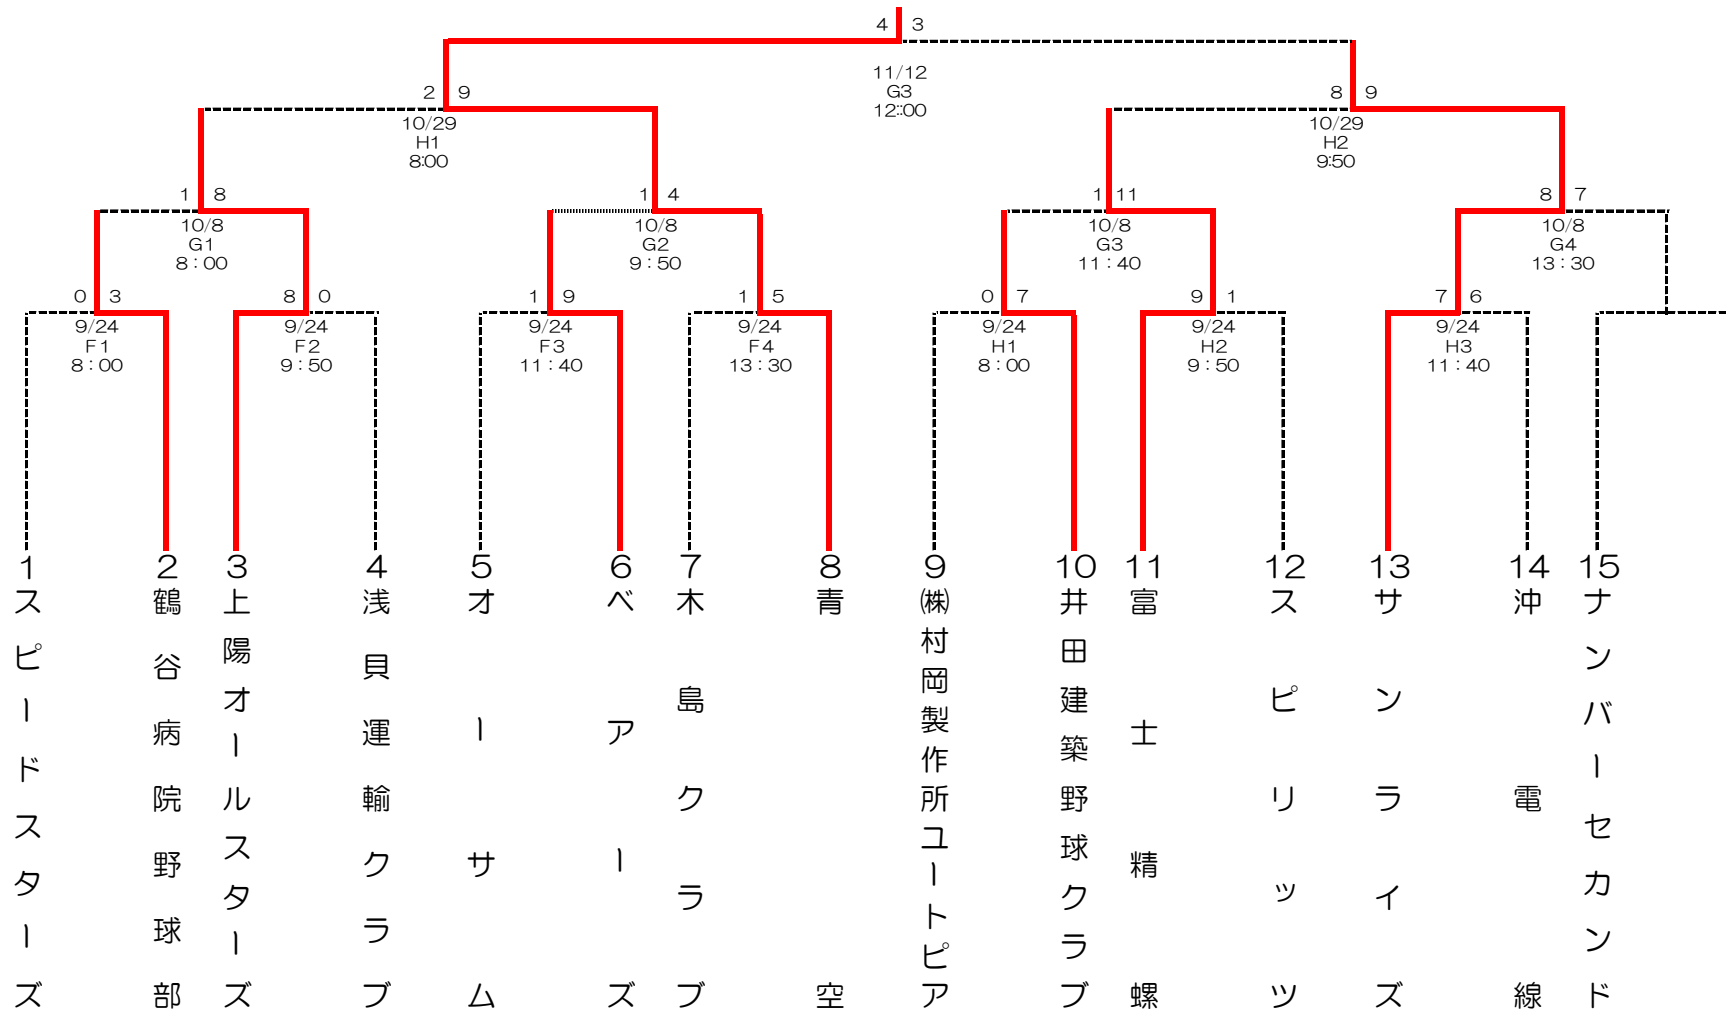 4 3
11/12
G3
12:00
2 9
10/29
H1
8:00
8 9
10/29
H2
9:50
1 8
10/8
G1
8：00
1 4
10/8
G2
9：50
1 11
10/8
G3
11：40
8 7
10/8
G4
13：30
0 3
9/24
F1
8：00
8 0
9/24
F2
9：50
1 9
9/24
F3
11：40
1 5
9/24
F4
13：30
0 7
9/24
H1
8：00
9 1
9/24
H2
9：50
7 6
9/24
H3
11：40
1
スピードスターズ
2
鶴谷病院野球部
3
上陽オールスターズ
4
浅貝運輸クラブ
5
オーサム
6
ベアーズ
7
木島クラブ
8
青空
9
㈱村岡製作所ユートピア
10
井田建築野球クラブ
11
富士精螺
12
スピリッツ
13
サンライズ
14
沖電線
15
ナンバーセカンド